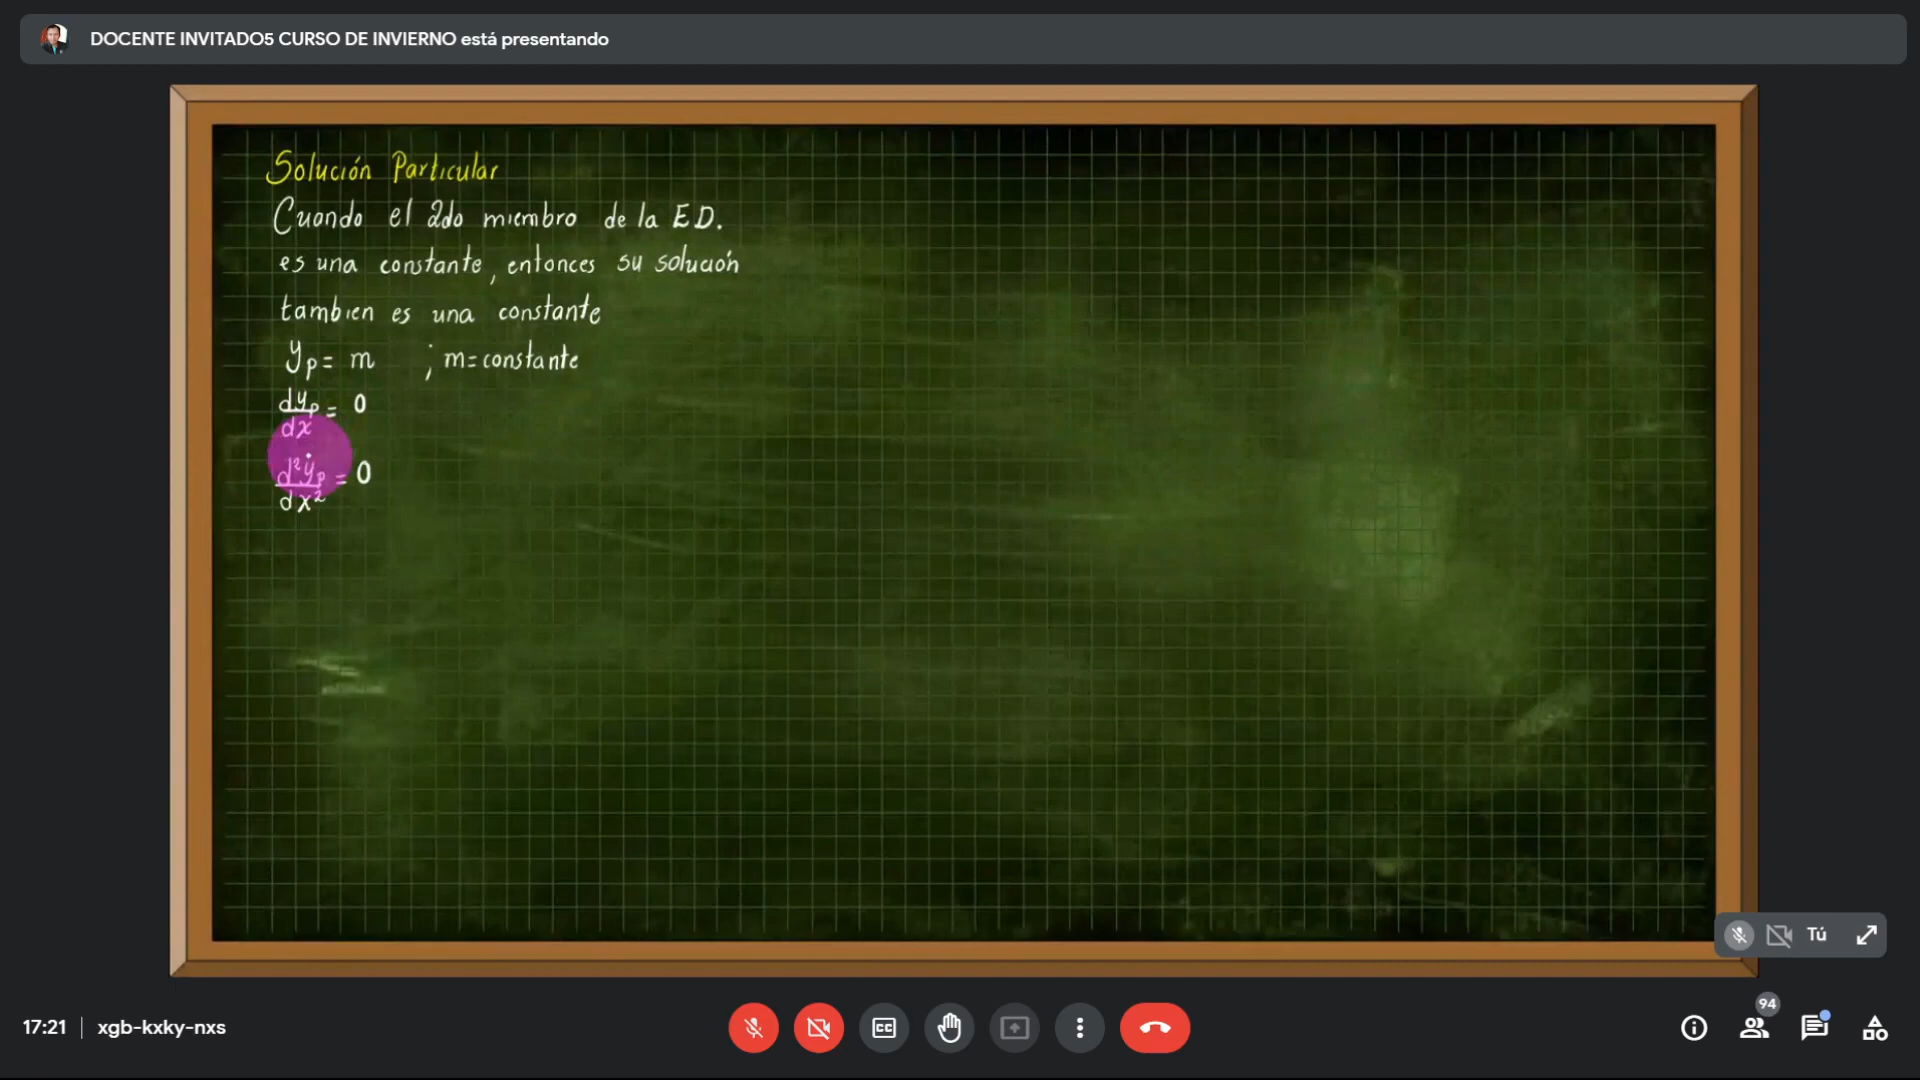 DOCENTE INVITADO5 CURSO DE INVIERNO está presentando
Solución Particular
Cuando el 2do miembro de la E.D.
es una constante, entonces su solución
tambien es una constante
yp = m ; m = constante
dyp/dx = 0
d²yp/dx² = 0
Tú
94
17:21 | xgb-kxky-nxs
CC